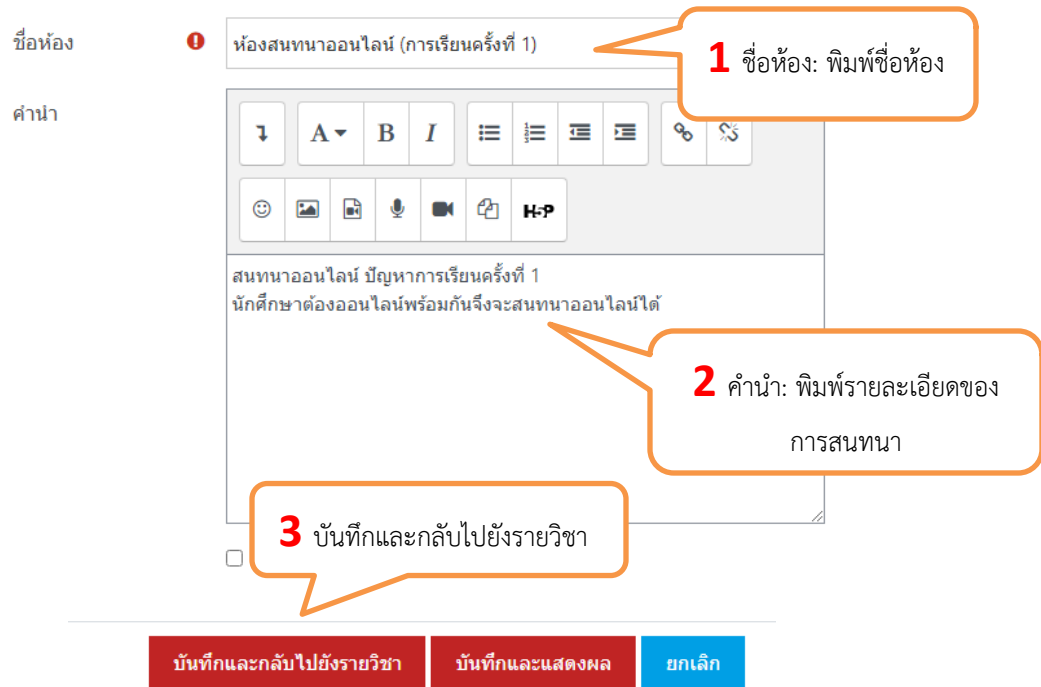 ชื่อห้อง
ห้องสนทนาออนไลน์ (การเรียนครั้งที่ 1)
1 ชื่อห้อง: พิมพ์ชื่อห้อง
คำนำ
A B I
H5P
สนทนาออนไลน์ ปัญหาการเรียนครั้งที่ 1
นักศึกษาต้องออนไลน์พร้อมกันจึงจะสนทนาออนไลน์ได้
2 คำนำ: พิมพ์รายละเอียดของ
การสนทนา
3 บันทึกและกลับไปยังรายวิชา
บันทึกและกลับไปยังรายวิชา บันทึกและแสดงผล ยกเลิก